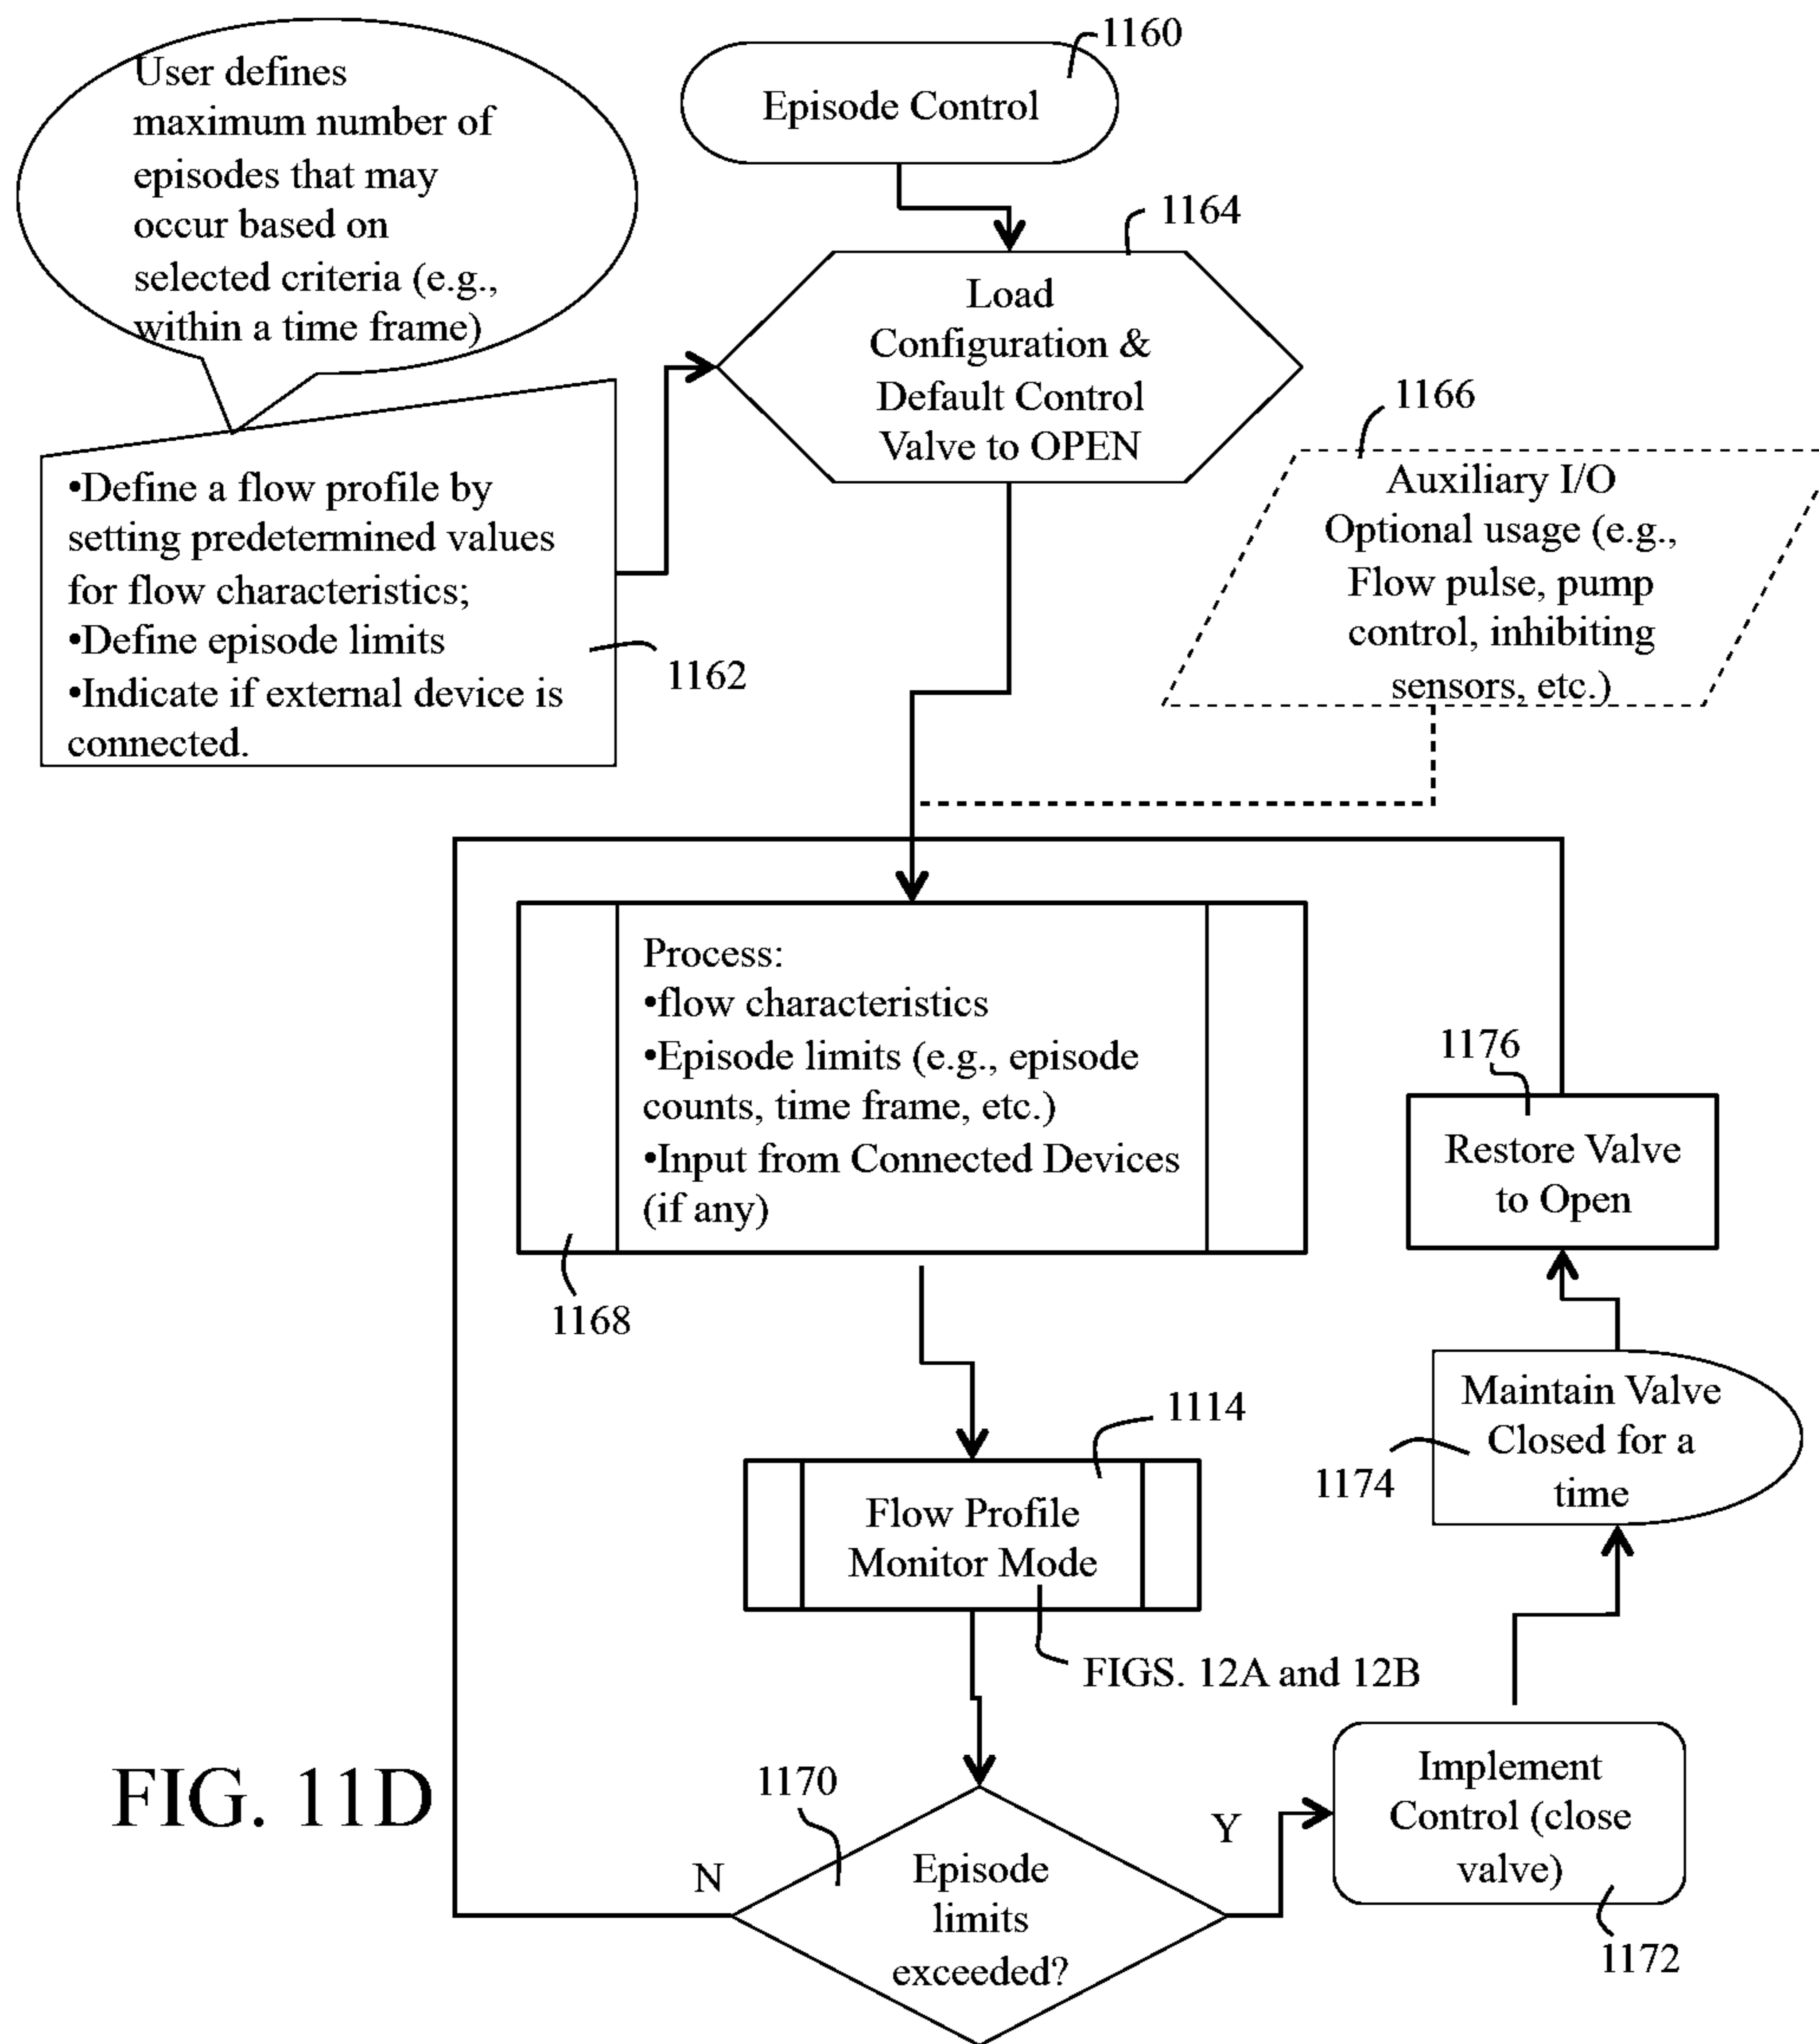 User defines
maximum number of
episodes that may
occur based on
selected criteria (e.g.,
within a time frame)
1160
Episode Control
1164
Load
Configuration &
Default Control
Valve to OPEN
•Define a flow profile by
setting predetermined values
for flow characteristics;
•Define episode limits
•Indicate if external device is
connected.
1162
1166
Auxiliary I/O
Optional usage (e.g.,
Flow pulse, pump
control, inhibiting
sensors, etc.)
Process:
•flow characteristics
•Episode limits (e.g., episode
counts, time frame, etc.)
•Input from Connected Devices
(if any)
1168
1176
Restore Valve
to Open
1114
Flow Profile
Monitor Mode
FIGS. 12A and 12B
Maintain Valve
Closed for a
time
1174
FIG. 11D
1170
N
Y
Episode
limits
exceeded?
Implement
Control (close
valve)
1172